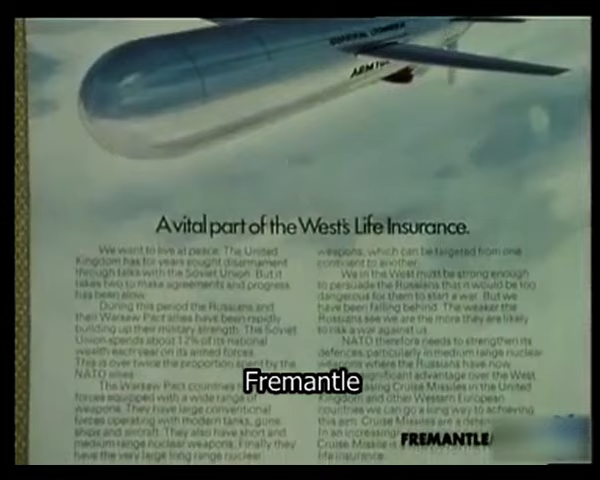 GENERAL DYNAMICS
A vital part of the West's Life Insurance.
We want to live at peace. The United
Kingdom has for years sought disarmament
through talks with the Soviet Union. But it
takes two to make agreements and progress
has been slow.
During this period the Russians and
their Warsaw Pact allies have been rapidly
building up their military strength. The Soviet
Union spends about 12% of its national
wealth each year on its armed forces.
This is over twice the proportion spent by the
NATO allies.
The Warsaw Pact countries
forces equipped with a wide range of
weapons. They have large conventional
forces operating with modern tanks, guns,
ships and aircraft. They also have short and
medium range nuclear weapons. Finally they
have the very large long range nuclear
weapons, which can be targeted from one
continent to another.
We in the West must be strong enough
to persuade the Russians that it would be too
dangerous for them to start a war. But we
have been falling behind. The weaker the
Russians see we are the more they are likely
to risk a war against us.
NATO therefore needs to strengthen its
defences, particularly in medium range nuclear
weapons where the Russians have now
significant advantage over the West
Cruise Missiles in the United
Kingdom and other Western European
countries we can go a long way to achieving
this aim. Cruise Missiles are a
In an increasing
Cruise Missile is
life insurance.
Fremantle
FREMANTLE